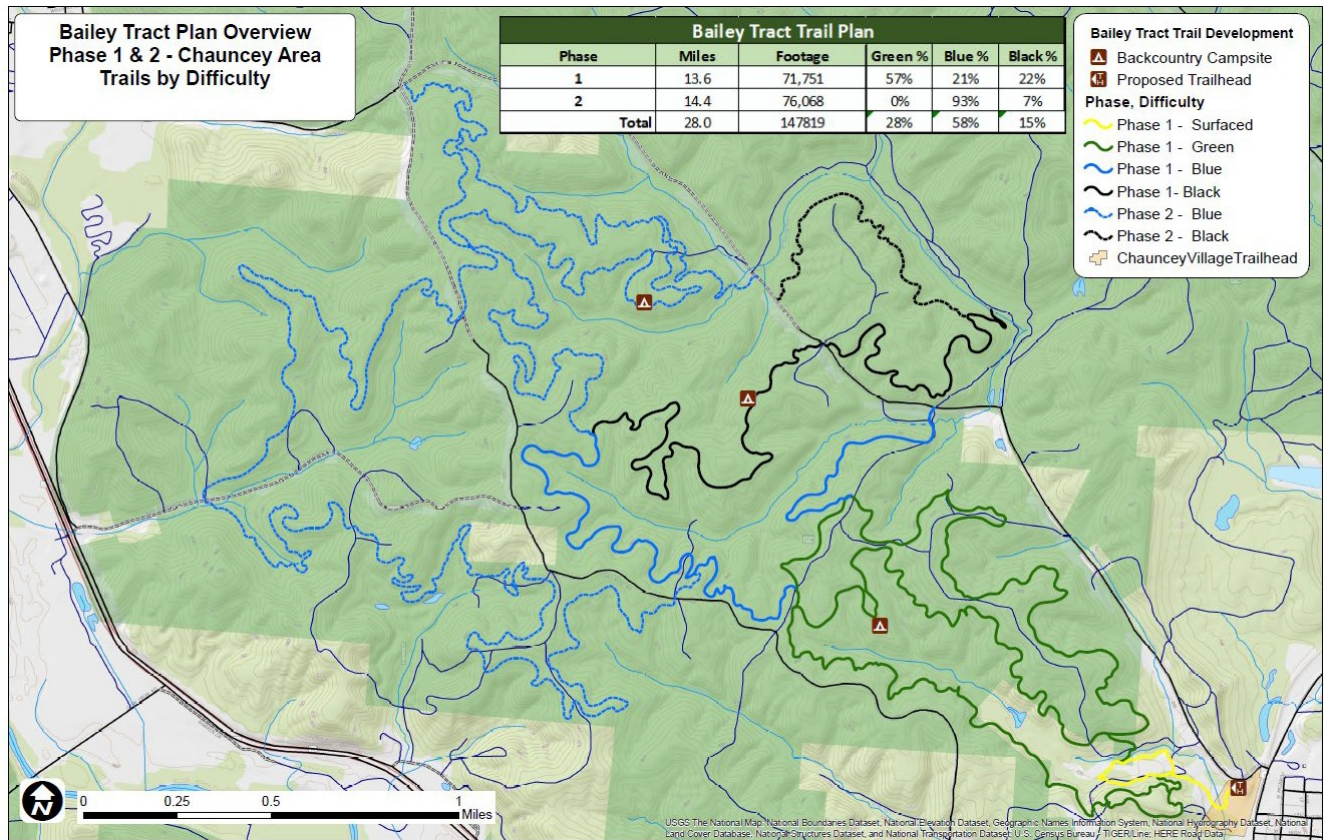 Bailey Tract Plan Overview
Phase 1 & 2 - Chauncey Area
Trails by Difficulty
Bailey Tract Trail Plan
Phase Miles Footage Green % Blue % Black %
1 13.6 71,751 57% 21% 22%
2 14.4 76,068 0% 93% 7%
Total 28.0 147819 28% 58% 15%
Bailey Tract Trail Development
Backcountry Campsite
Proposed Trailhead
Phase, Difficulty
Phase 1 - Surfaced
Phase 1 - Green
Phase 1 - Blue
Phase 1- Black
Phase 2 - Blue
Phase 2 - Black
ChaunceyVillageTrailhead
TH
N
0 0.25 0.5 1
Miles
USGS The National Map: National Boundaries Dataset, National Elevation Dataset, Geographic Names Information System, National Hydrography Dataset, National
Land Cover Database, National Structures Dataset, and National Transportation Dataset; U.S. Census Bureau - TIGER/Line; HERE Road Data